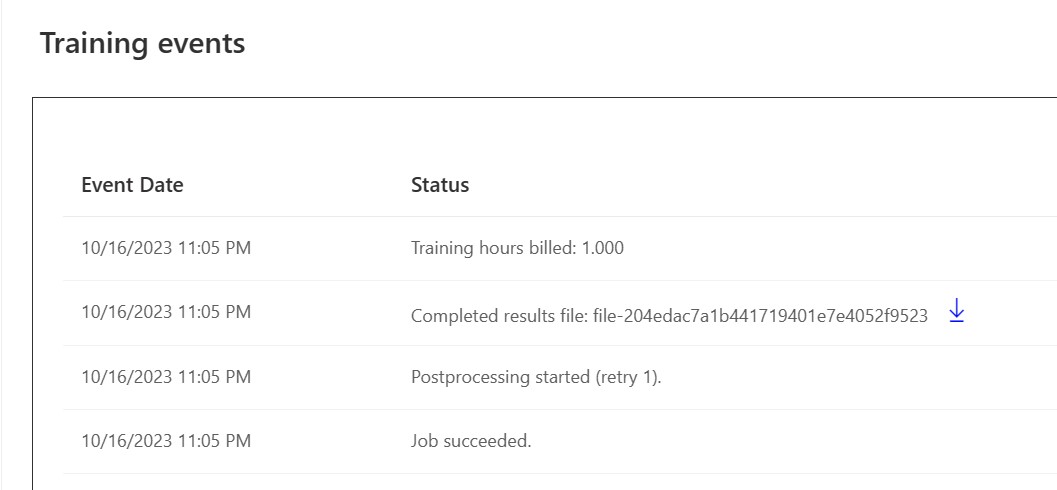 Training events
Event Date Status
10/16/2023 11:05 PM Training hours billed: 1.000
10/16/2023 11:05 PM Completed results file: file-204edac7a1b441719401e7e4052f9523
10/16/2023 11:05 PM Postprocessing started (retry 1).
10/16/2023 11:05 PM Job succeeded.